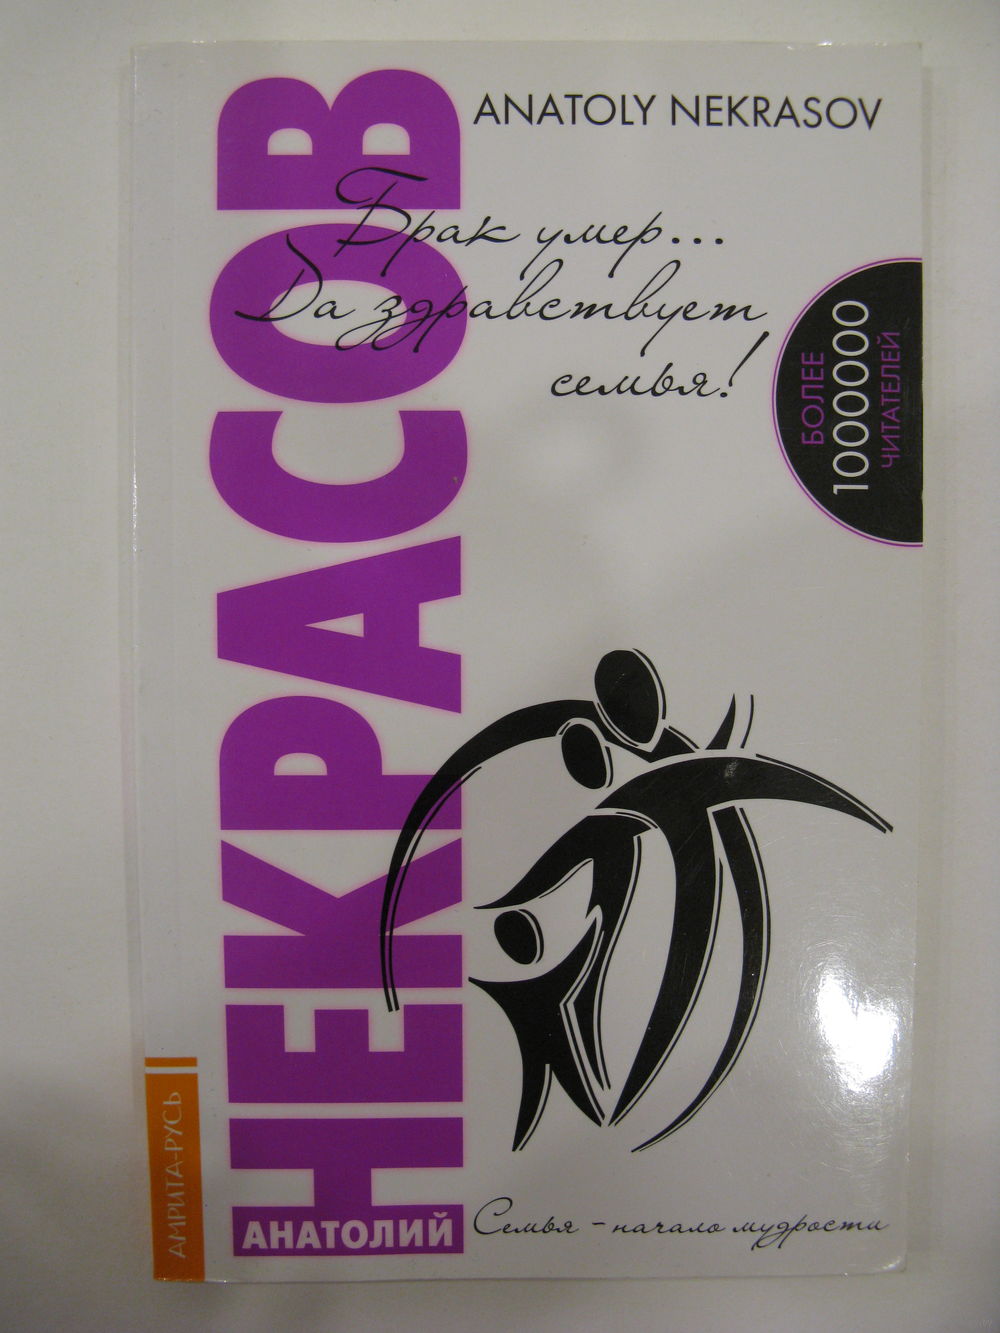 ANATOLY NEKRASOV
Брак умер...
Да здравствует
семья!
БОЛЕЕ
1000000
ЧИТАТЕЛЕЙ
НЕКРАСОВ
АНАТОЛИЙ
Семья – начало мудрости
АМРИТА-РУСЬ